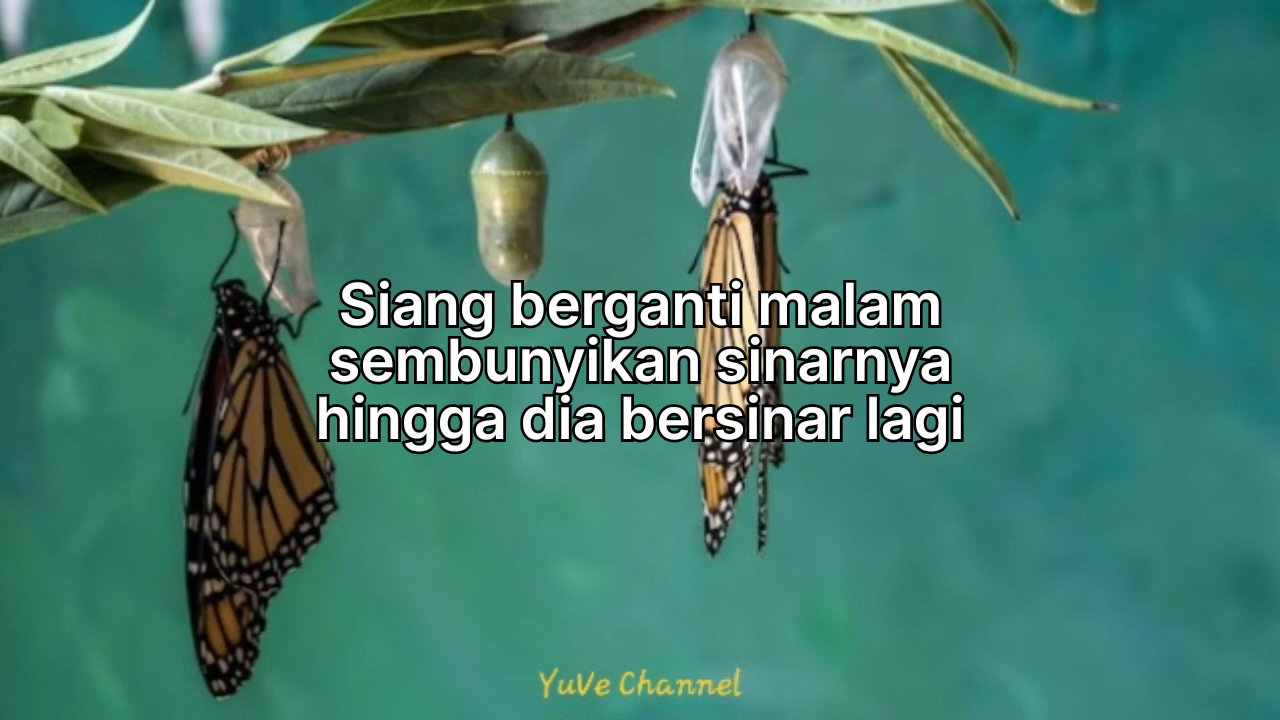 Siang berganti malam
sembunyikan sinarnya
hingga dia bersinar lagi
YuVe Channel